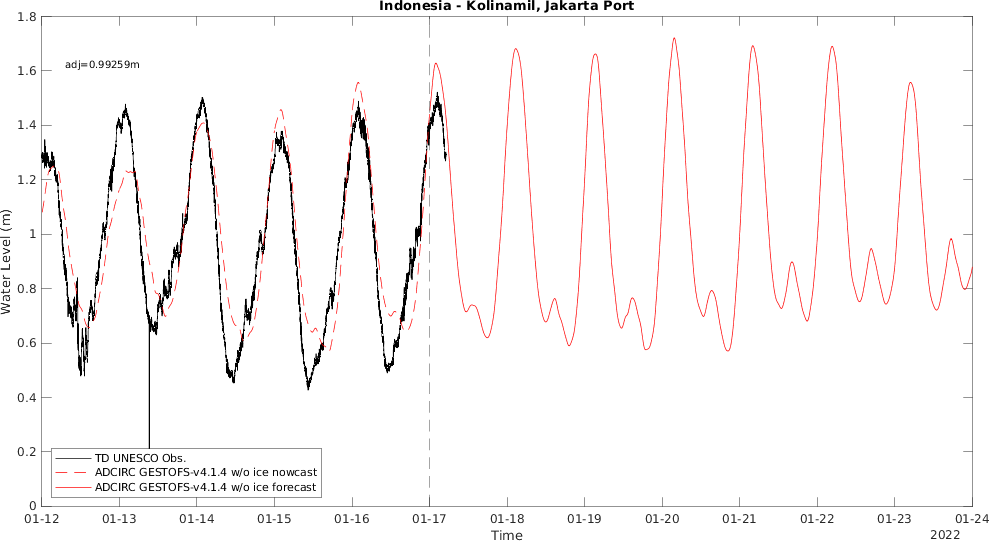 Indonesia - Kolinamil, Jakarta Port
adj=0.99259m
Water Level (m)
1.8
1.6
1.4
1.2
1
0.8
0.6
0.4
0.2
0
TD UNESCO Obs.
ADCIRC GESTOFS-v4.1.4 w/o ice nowcast
ADCIRC GESTOFS-v4.1.4 w/o ice forecast
01-12 01-13 01-14 01-15 01-16 01-17 01-18 01-19 01-20 01-21 01-22 01-23 01-24
Time
2022